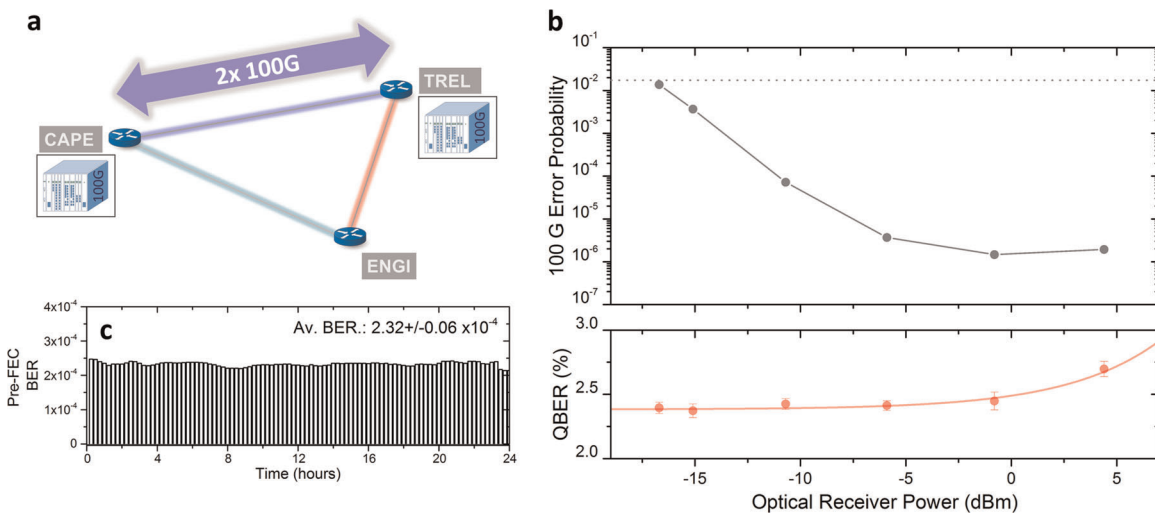 a
2x 100G
TREL
100G
CAPE
100G
ENGI
c
Av. BER.: 2.32+/-0.06 x10⁻⁴
4x10⁻⁴
3x10⁻⁴
2x10⁻⁴
1x10⁻⁴
0
Pre-FEC
BER
0 4 8 12 16 20 24
Time (hours)
b
10⁻¹
10⁻²
10⁻³
10⁻⁴
10⁻⁵
10⁻⁶
10⁻⁷
100 G Error Probability
3.0
2.5
2.0
QBER (%)
-15 -10 -5 0 5
Optical Receiver Power (dBm)